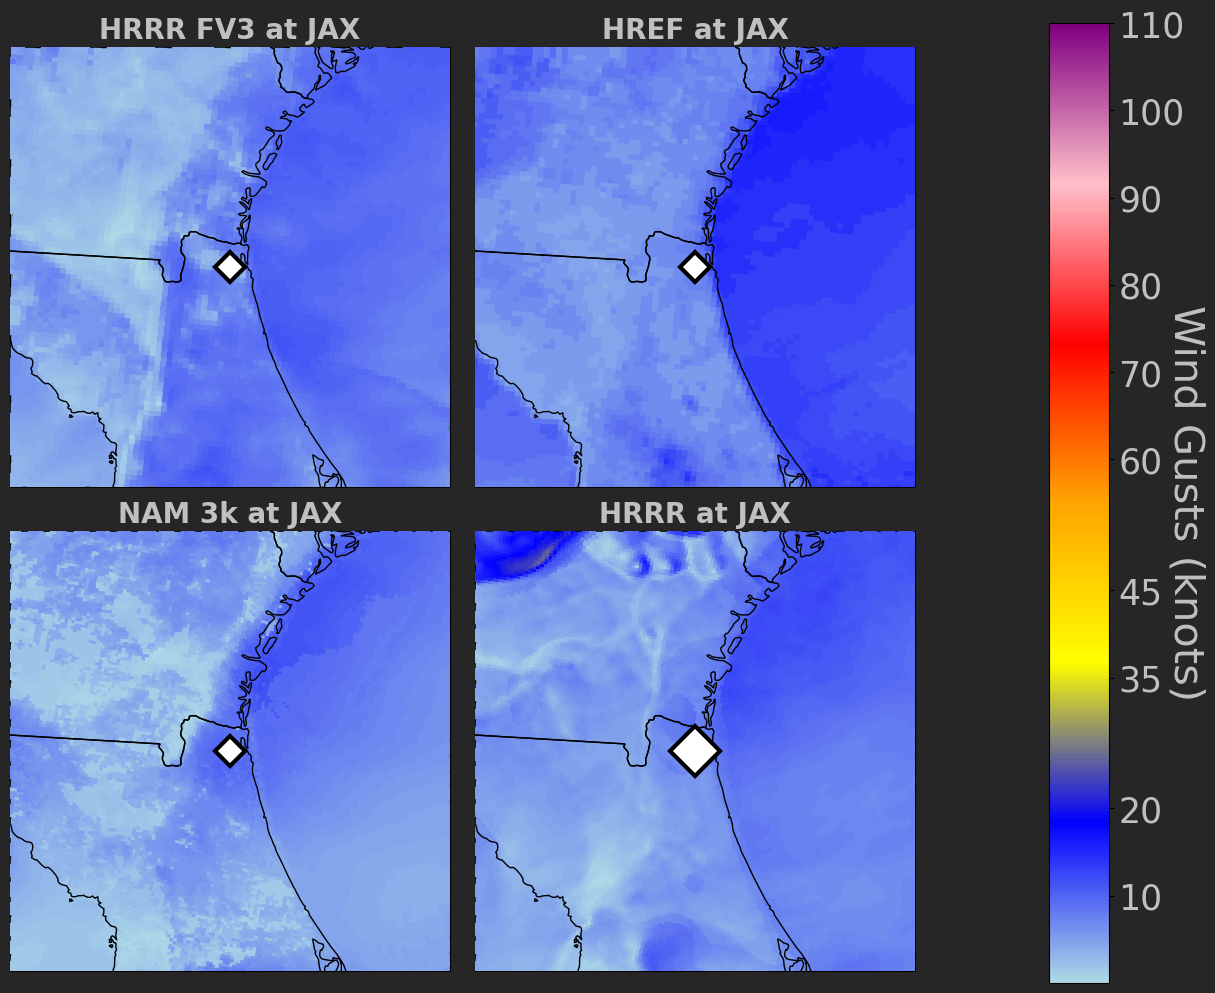 HRRR FV3 at JAX
HREF at JAX
NAM 3k at JAX
HRRR at JAX
110
100
90
80
70
60
45
35
20
10
Wind Gusts (knots)